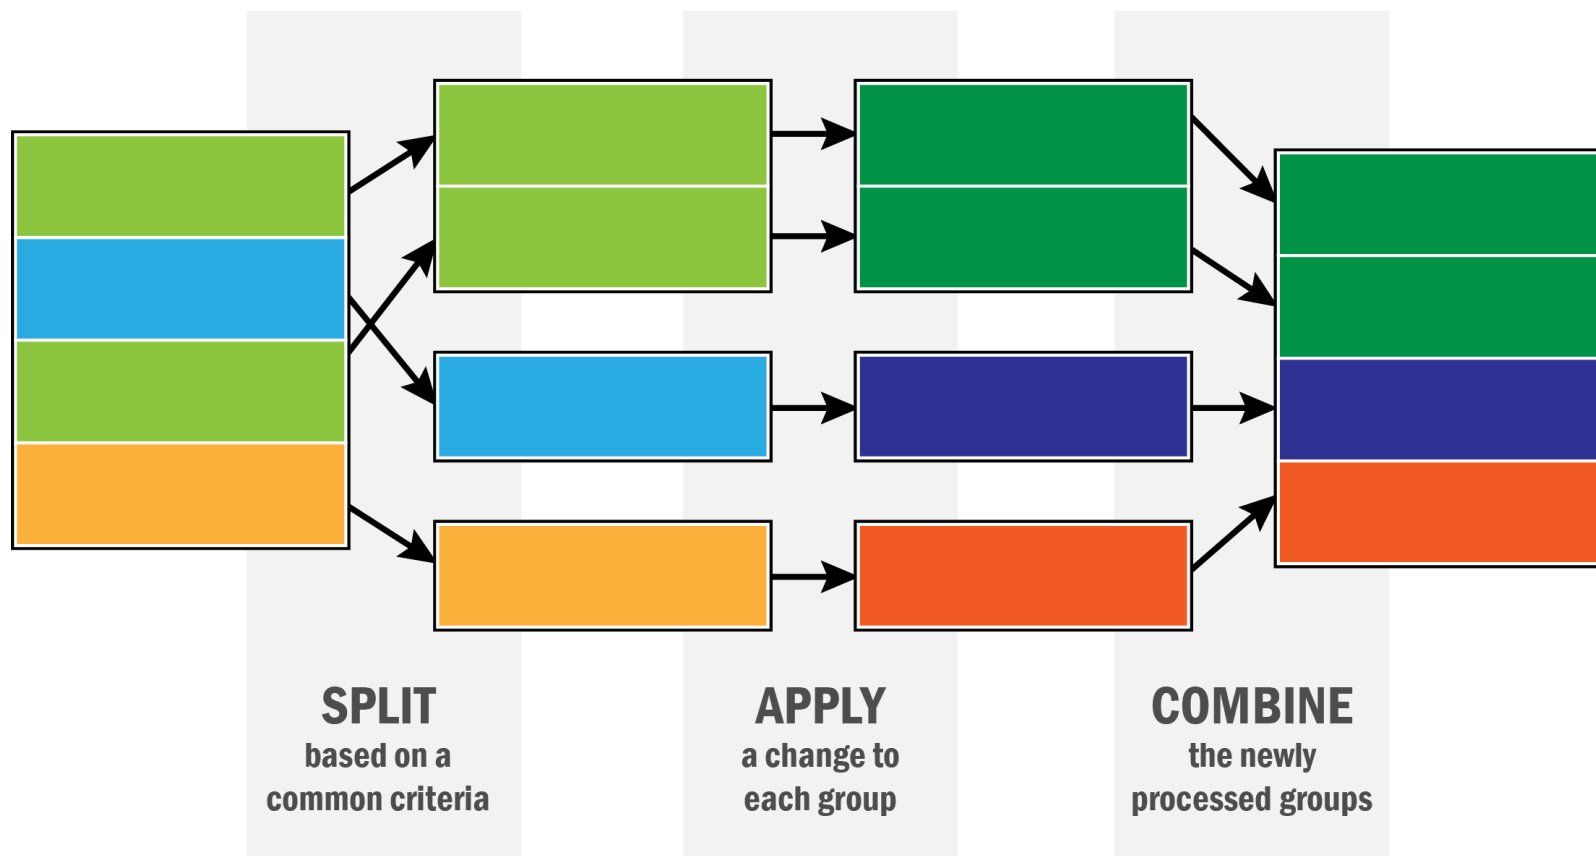 SPLIT
based on a
common criteria
APPLY
a change to
each group
COMBINE
the newly
processed groups